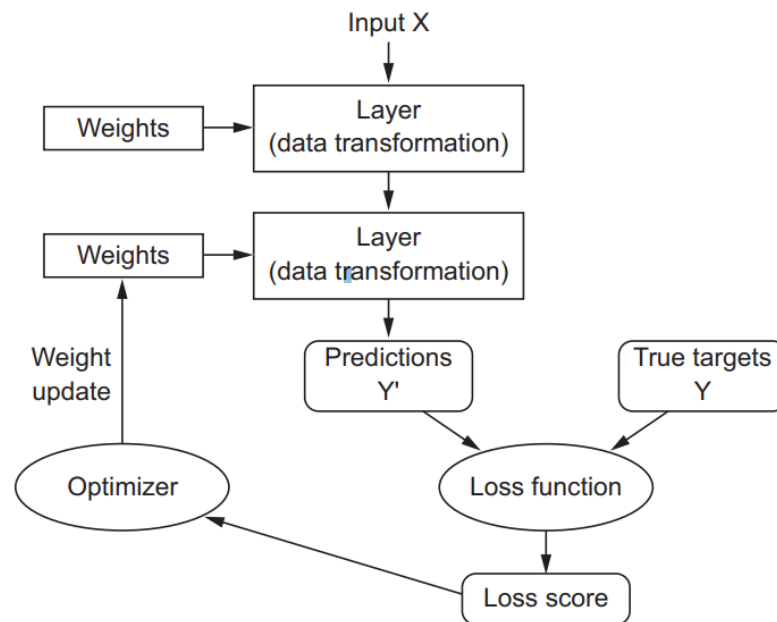 Input X
Weights
Layer
(data transformation)
Weights
Layer
(data transformation)
Weight
update
Predictions
Y'
True targets
Y
Optimizer
Loss function
Loss score